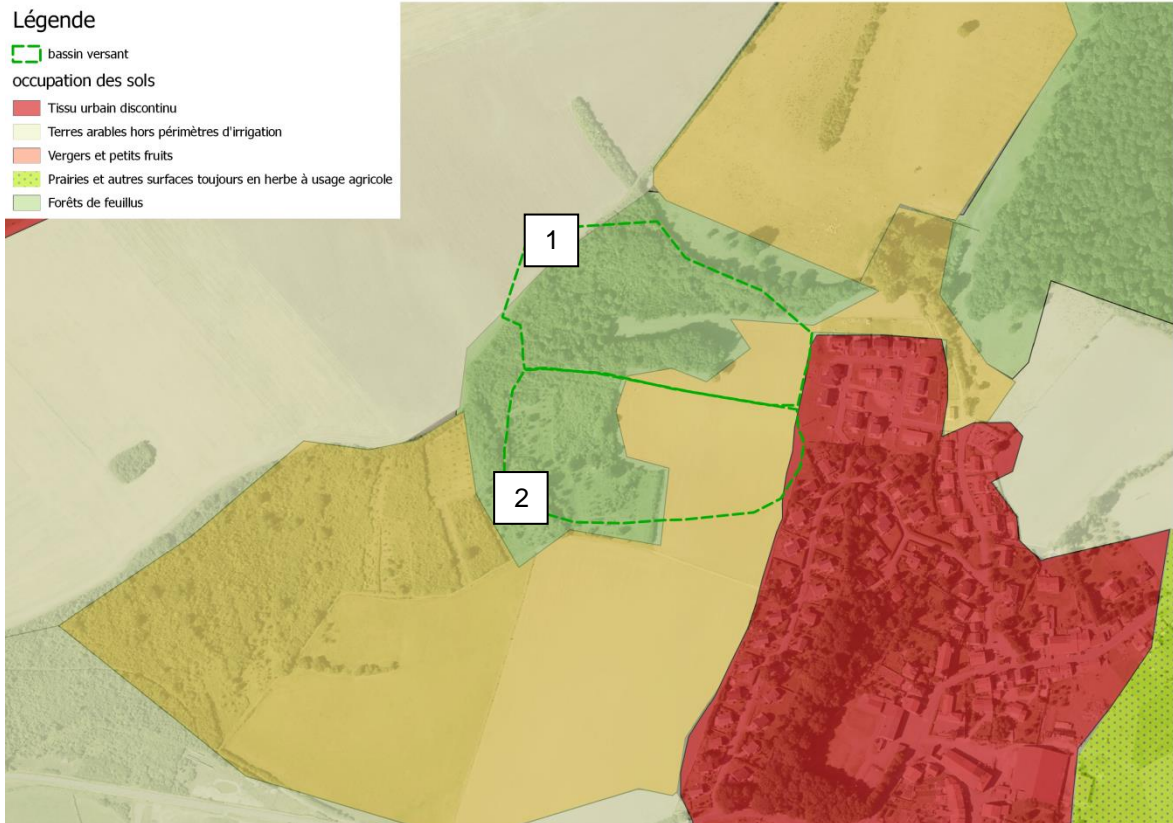 Légende
bassin versant
occupation des sols
Tissu urbain discontinu
Terres arables hors périmètres d'irrigation
Vergers et petits fruits
Prairies et autres surfaces toujours en herbe à usage agricole
Forêts de feuillus
1
2